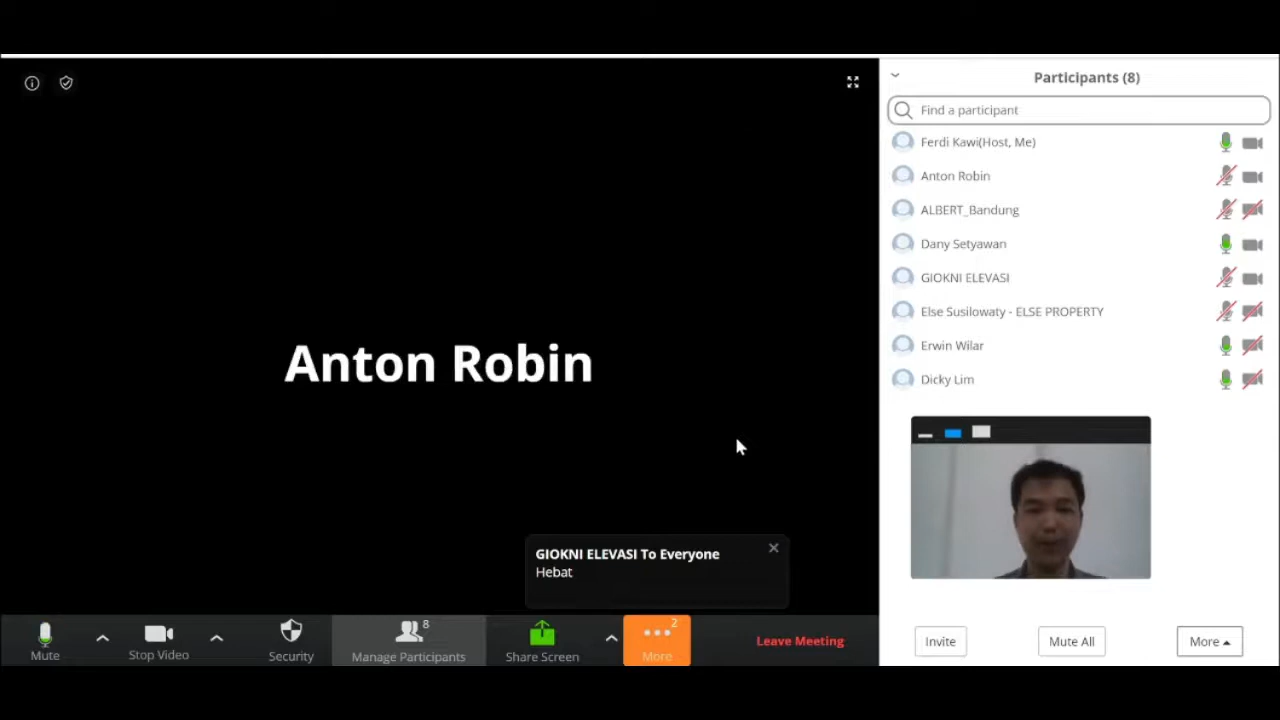 Participants (8)
Find a participant
Ferdi Kawi(Host, Me)
Anton Robin
ALBERT_Bandung
Dany Setyawan
GIOKNI ELEVASI
Else Susilowaty - ELSE PROPERTY
Erwin Wilar
Dicky Lim
Anton Robin
GIOKNI ELEVASI To Everyone
Hebat
Mute
Stop Video
Security
8
Manage Participants
Share Screen
2
More
Leave Meeting
Invite
Mute All
More